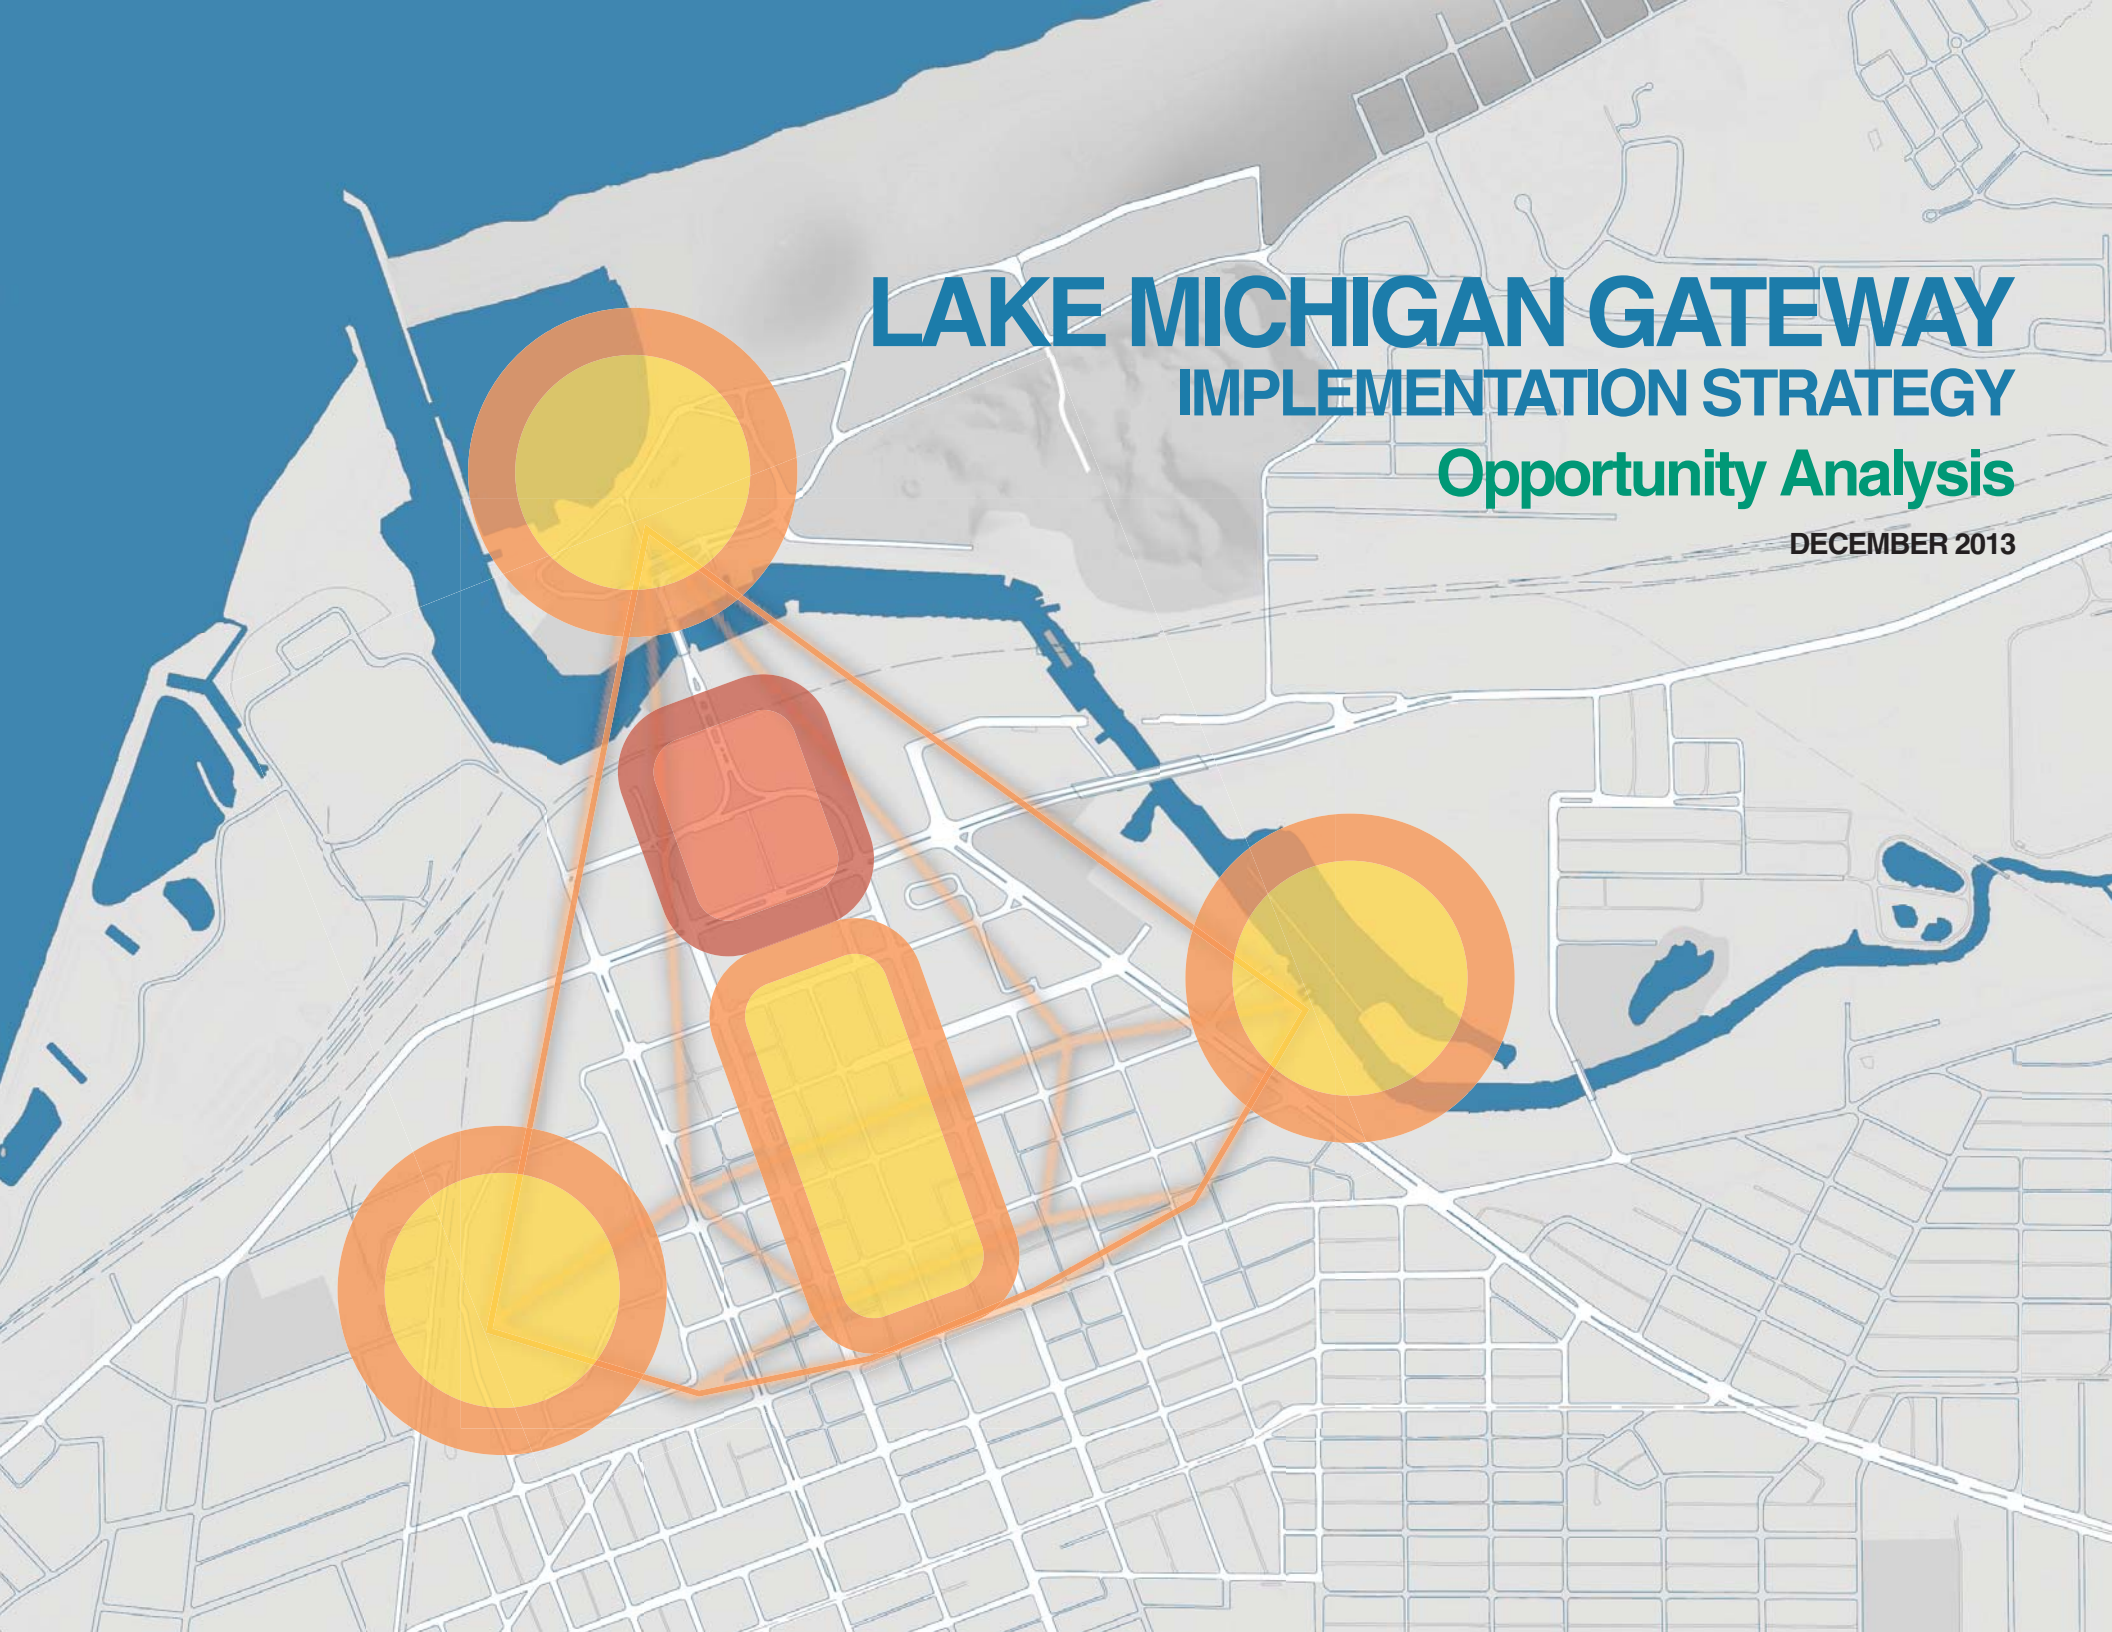 LAKE MICHIGAN GATEWAY
IMPLEMENTATION STRATEGY
Opportunity Analysis
DECEMBER 2013